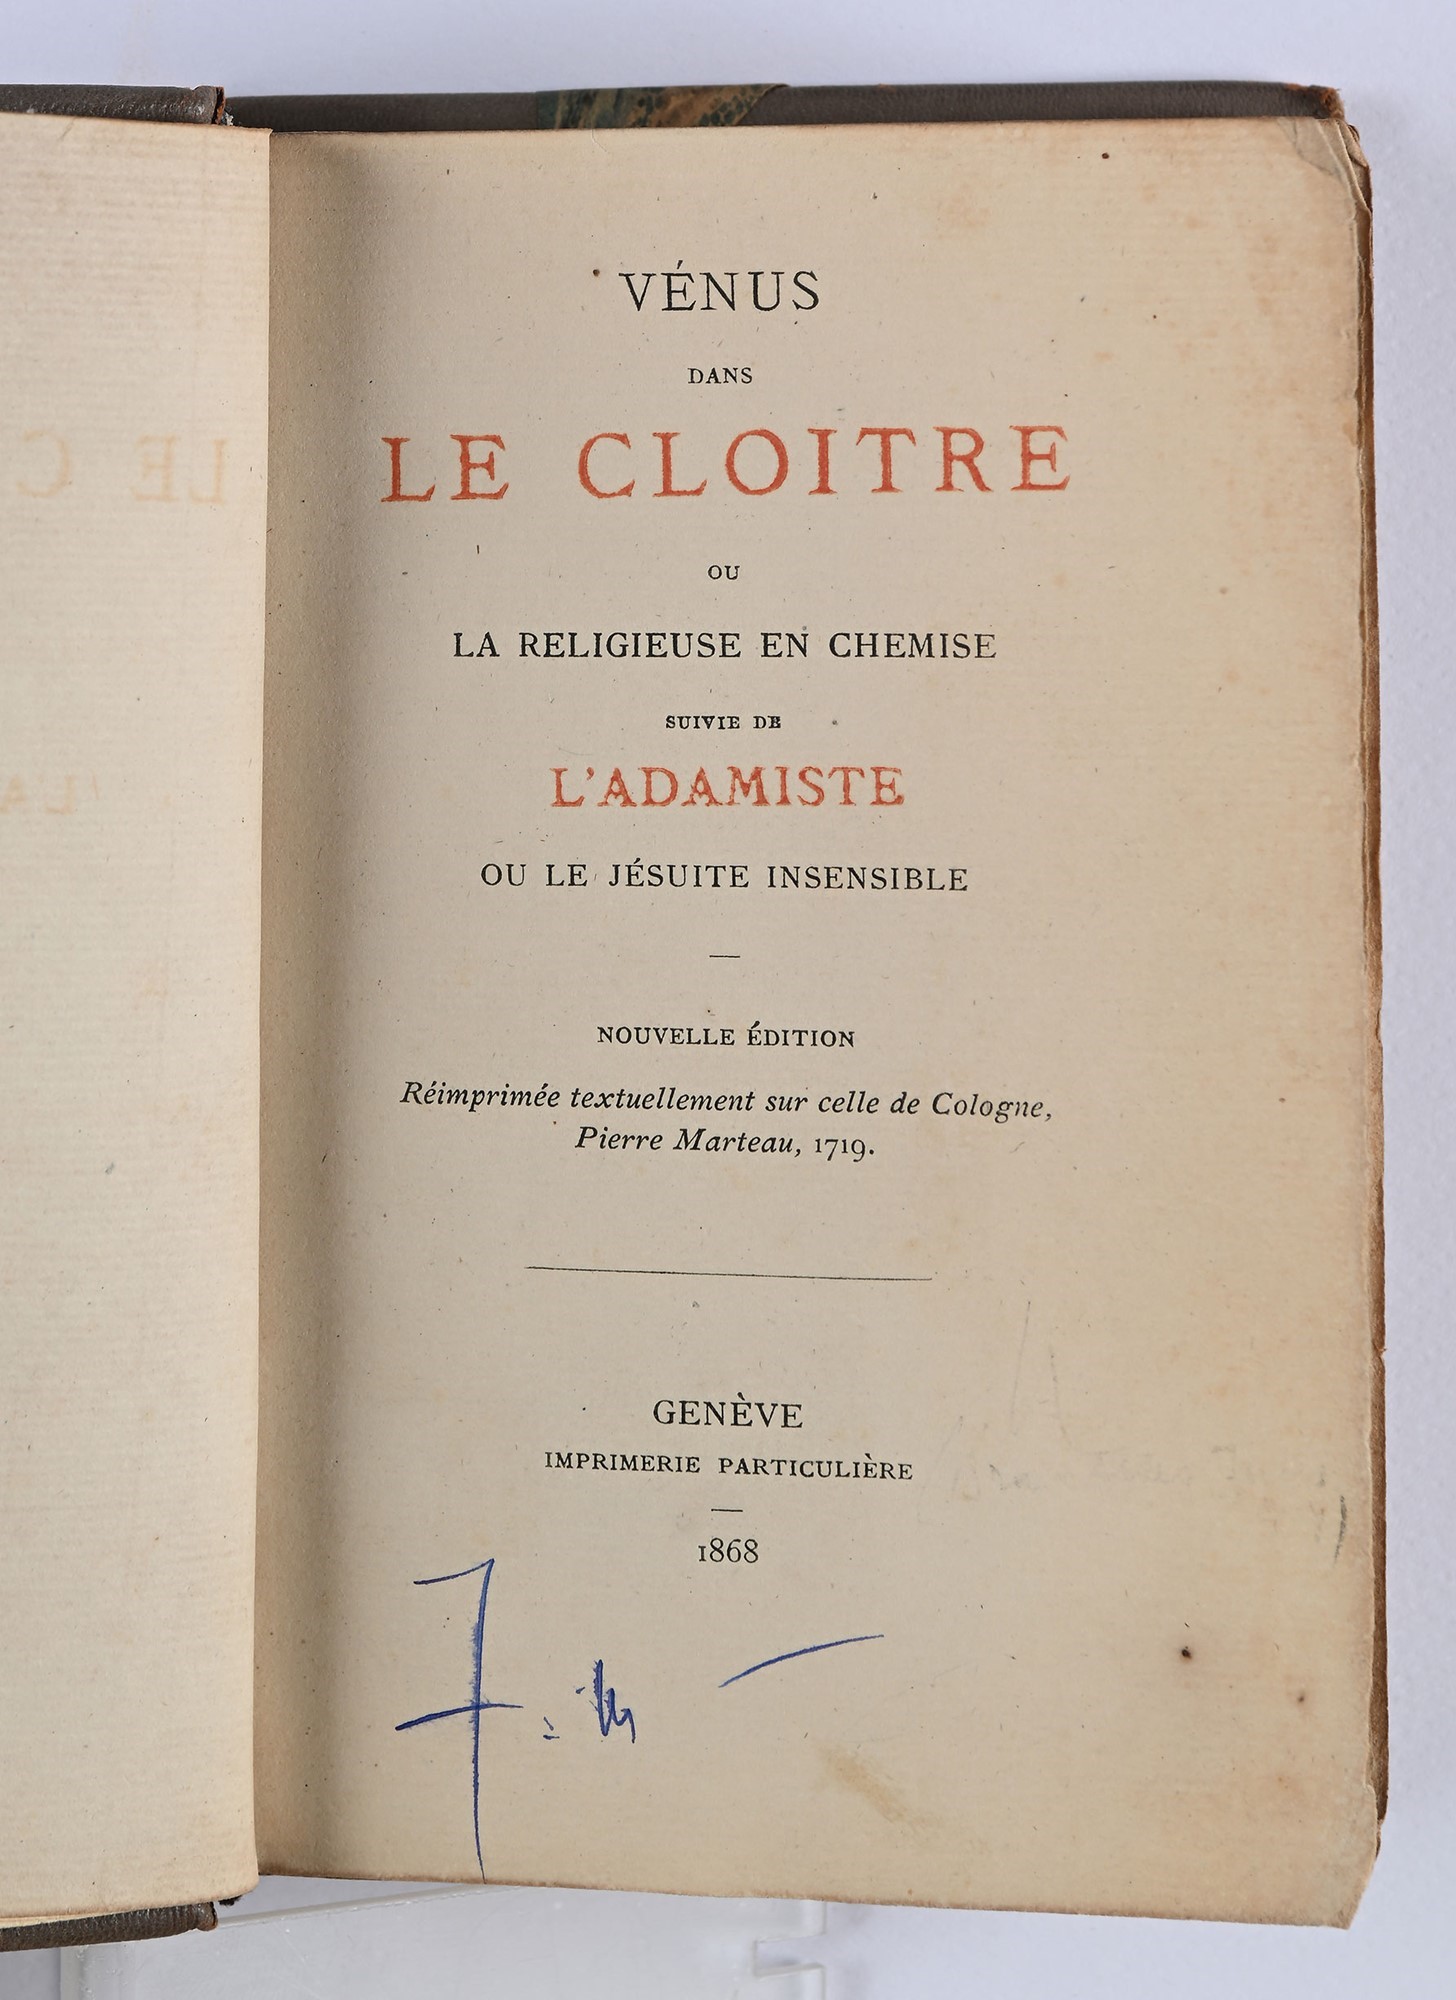 VÉNUS
DANS
LE CLOITRE
OU
LA RELIGIEUSE EN CHEMISE
SUIVIE DE
L'ADAMISTE
OU LE JÉSUITE INSENSIBLE
NOUVELLE ÉDITION
Réimprimée textuellement sur celle de Cologne,
Pierre Marteau, 1719.
GENÈVE
IMPRIMERIE PARTICULIÈRE
1868